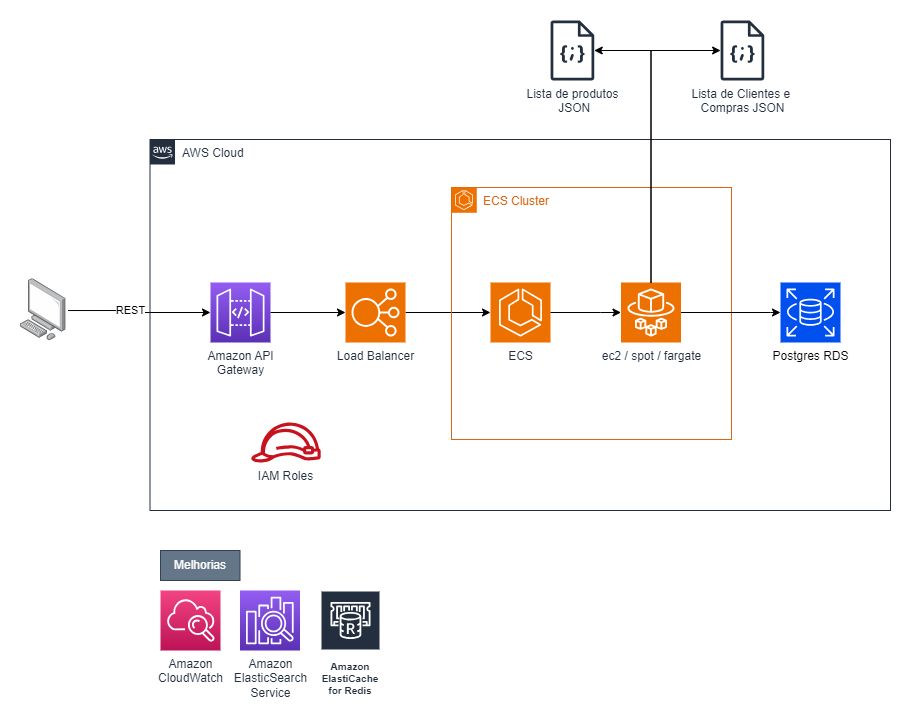 {;}
{;}
Lista de produtos
JSON
Lista de Clientes e
Compras JSON
aws
AWS Cloud
ECS Cluster
REST
</>
Amazon API
Gateway
Load Balancer
ECS
ec2 / spot / fargate
Postgres RDS
IAM Roles
Melhorias
R
Amazon
CloudWatch
Amazon
ElasticSearch
Service
Amazon
ElastiCache
for Redis